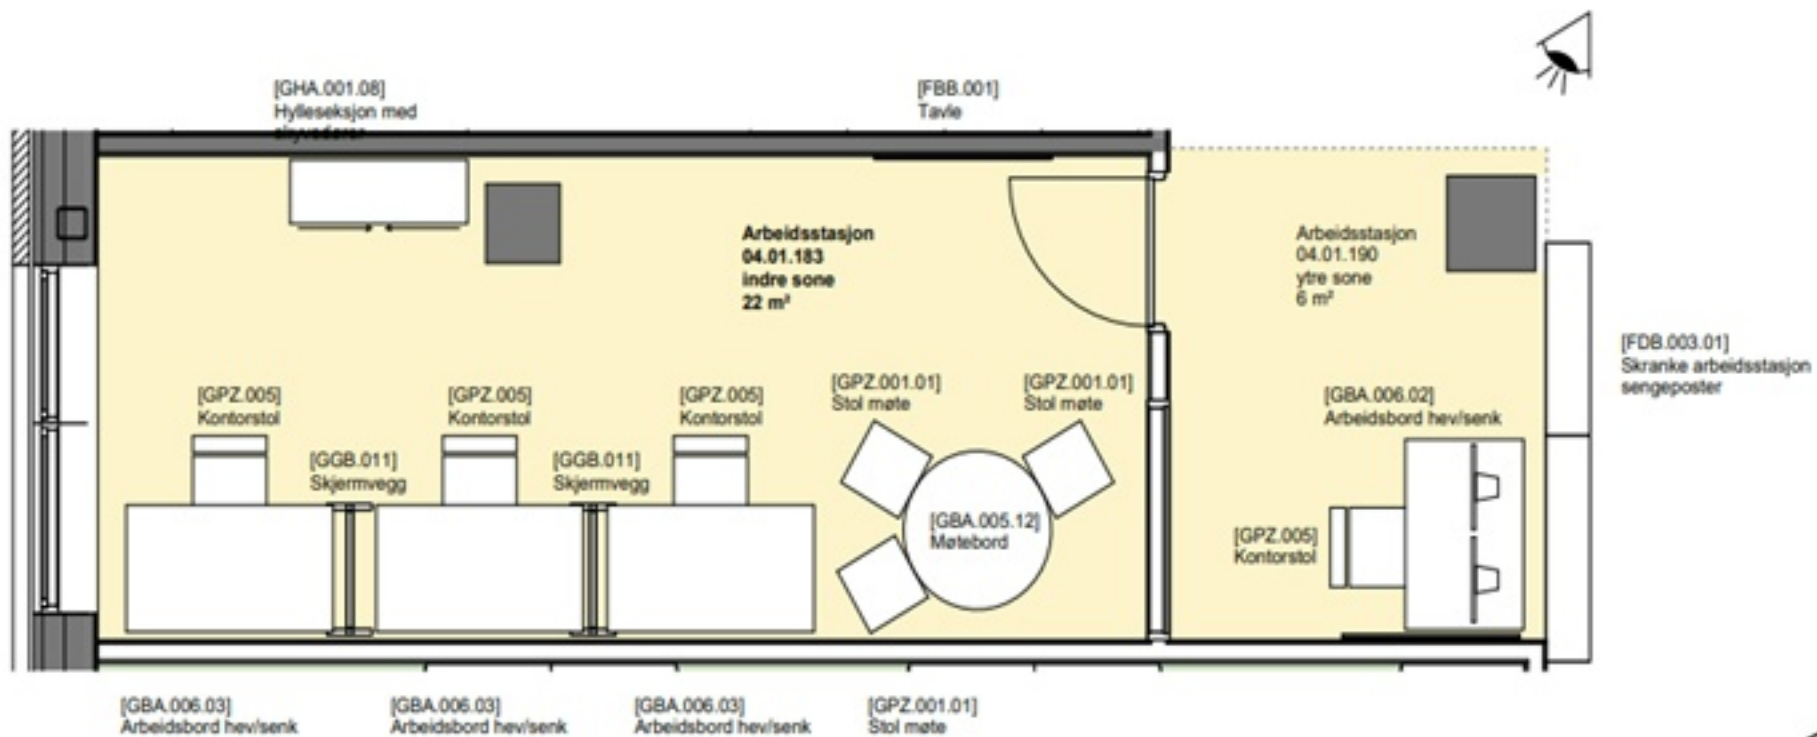 [GHA.001.08]
Hylleseksjon med
skyvedører
[FBB.001]
Tavle
Arbeidsstasjon
04.01.183
indre sone
22 m²
Arbeidsstasjon
04.01.190
ytre sone
6 m²
[FDB.003.01]
Skranke arbeidsstasjon
sengeposter
[GPZ.005]
Kontorstol
[GPZ.005]
Kontorstol
[GPZ.005]
Kontorstol
[GPZ.001.01]
Stol møte
[GPZ.001.01]
Stol møte
[GBA.006.02]
Arbeidsbord hev/senk
[GGB.011]
Skjermvegg
[GGB.011]
Skjermvegg
[GBA.005.12]
Møtebord
[GPZ.005]
Kontorstol
[GBA.006.03]
Arbeidsbord hev/senk
[GBA.006.03]
Arbeidsbord hev/senk
[GBA.006.03]
Arbeidsbord hev/senk
[GPZ.001.01]
Stol møte